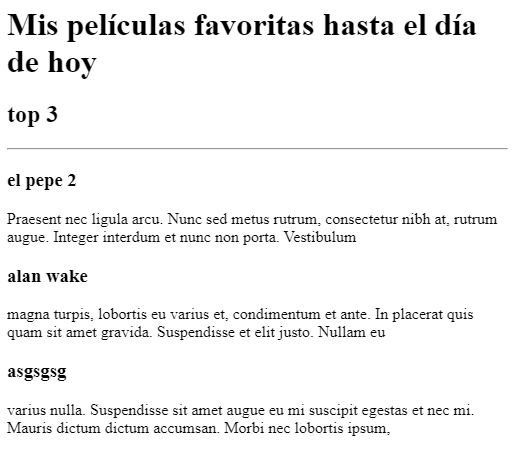 Mis películas favoritas hasta el día
de hoy
top 3
el pepe 2
Praesent nec ligula arcu. Nunc sed metus rutrum, consectetur nibh at, rutrum
augue. Integer interdum et nunc non porta. Vestibulum
alan wake
magna turpis, lobortis eu varius et, condimentum et ante. In placerat quis
quam sit amet gravida. Suspendisse et elit justo. Nullam eu
asgsgsg
varius nulla. Suspendisse sit amet augue eu mi suscipit egestas et nec mi.
Mauris dictum dictum accumsan. Morbi nec lobortis ipsum,